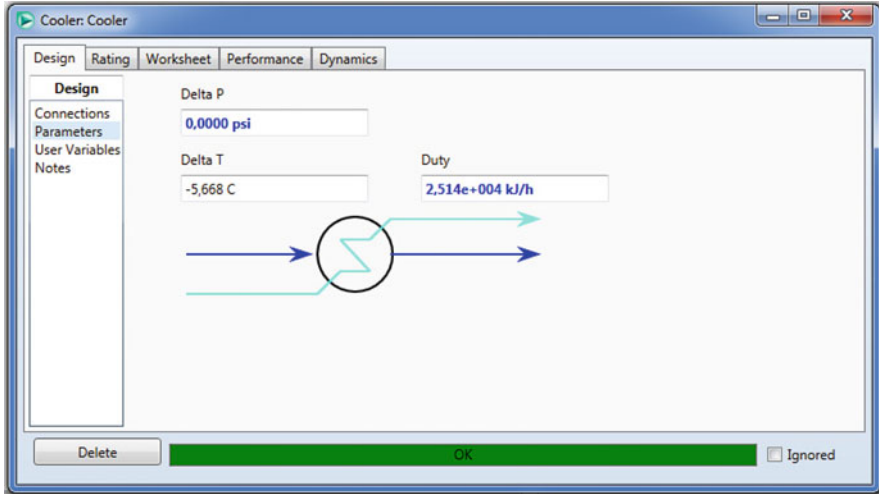 Cooler: Cooler
Design Rating Worksheet Performance Dynamics
Design
Connections
Parameters
User Variables
Notes
Delta P
0,0000 psi
Delta T
Duty
-5,668 C
2,514e+004 kJ/h
Delete
OK
Ignored